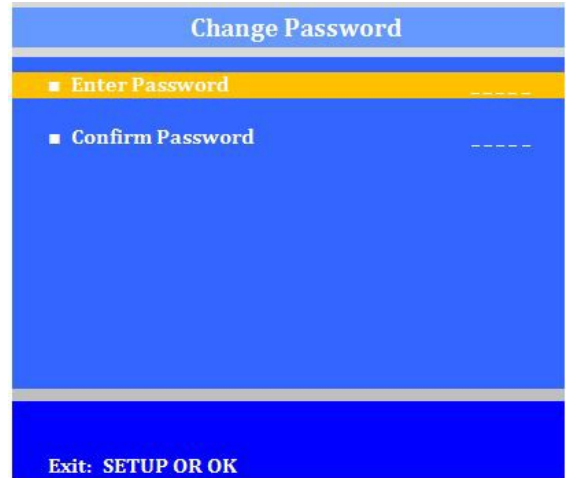 Change Password
■ Enter Password _ _ _ _ _
■ Confirm Password _ _ _ _ _
Exit: SETUP OR OK